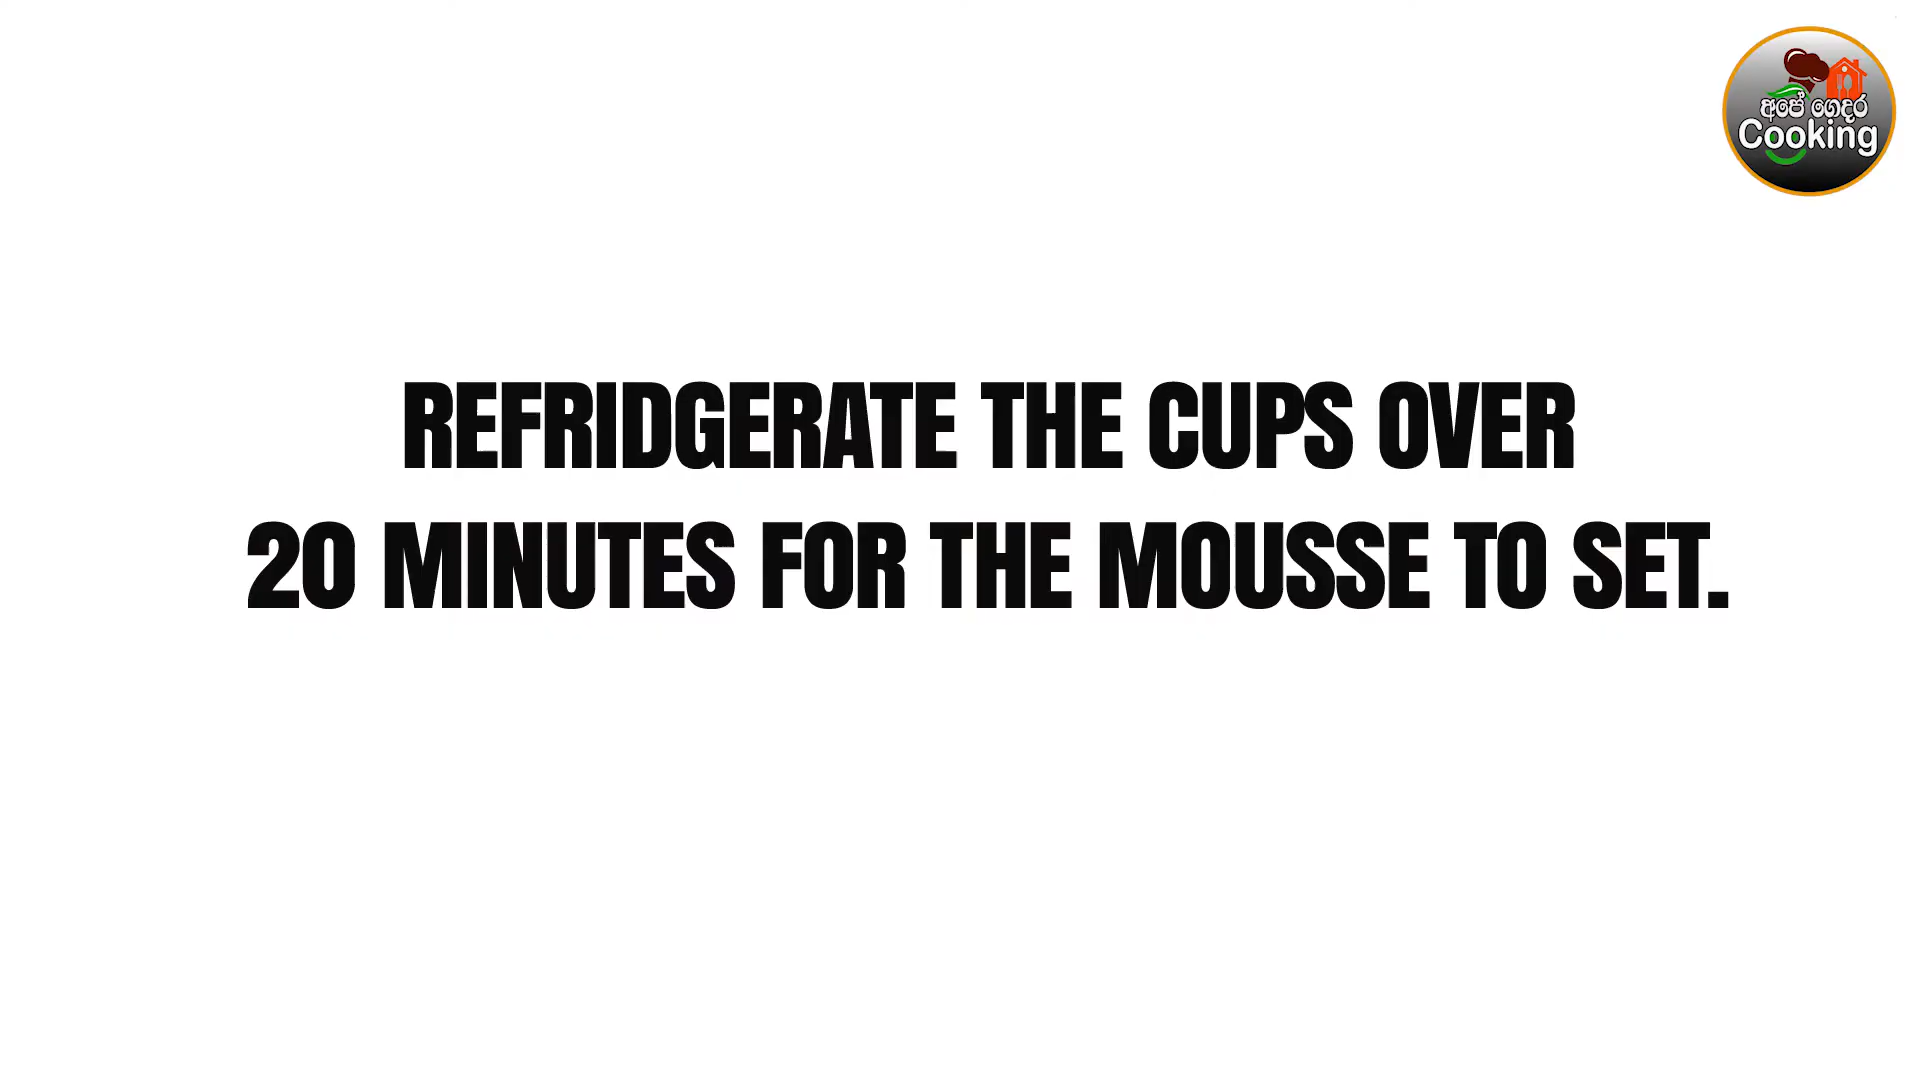 අපේ ගෙදර
Cooking
REFRIDGERATE THE CUPS OVER
20 MINUTES FOR THE MOUSSE TO SET.